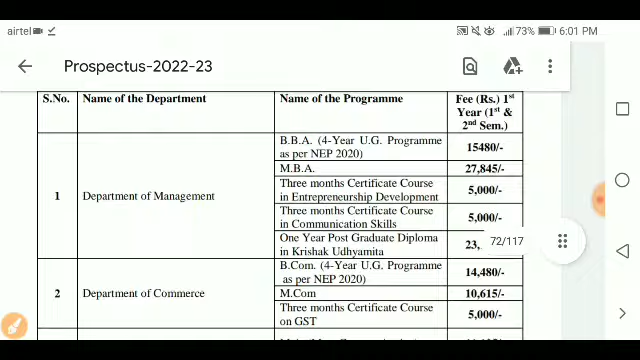 airtel 73% 6:01 PM
Prospectus-2022-23
S.No. Name of the Department Name of the Programme Fee (Rs.) 1st
Year (1st &
2nd Sem.)
1 Department of Management
B.B.A. (4-Year U.G. Programme
as per NEP 2020) 15480/-
M.B.A. 27,845/-
Three months Certificate Course
in Entrepreneurship Development 5,000/-
Three months Certificate Course
in Communication Skills 5,000/-
One Year Post Graduate Diploma
in Krishak Udhyamita 23,
72/117
2 Department of Commerce
B.Com. (4-Year U.G. Programme
as per NEP 2020) 14,480/-
M.Com 10,615/-
Three months Certificate Course
on GST 5,000/-